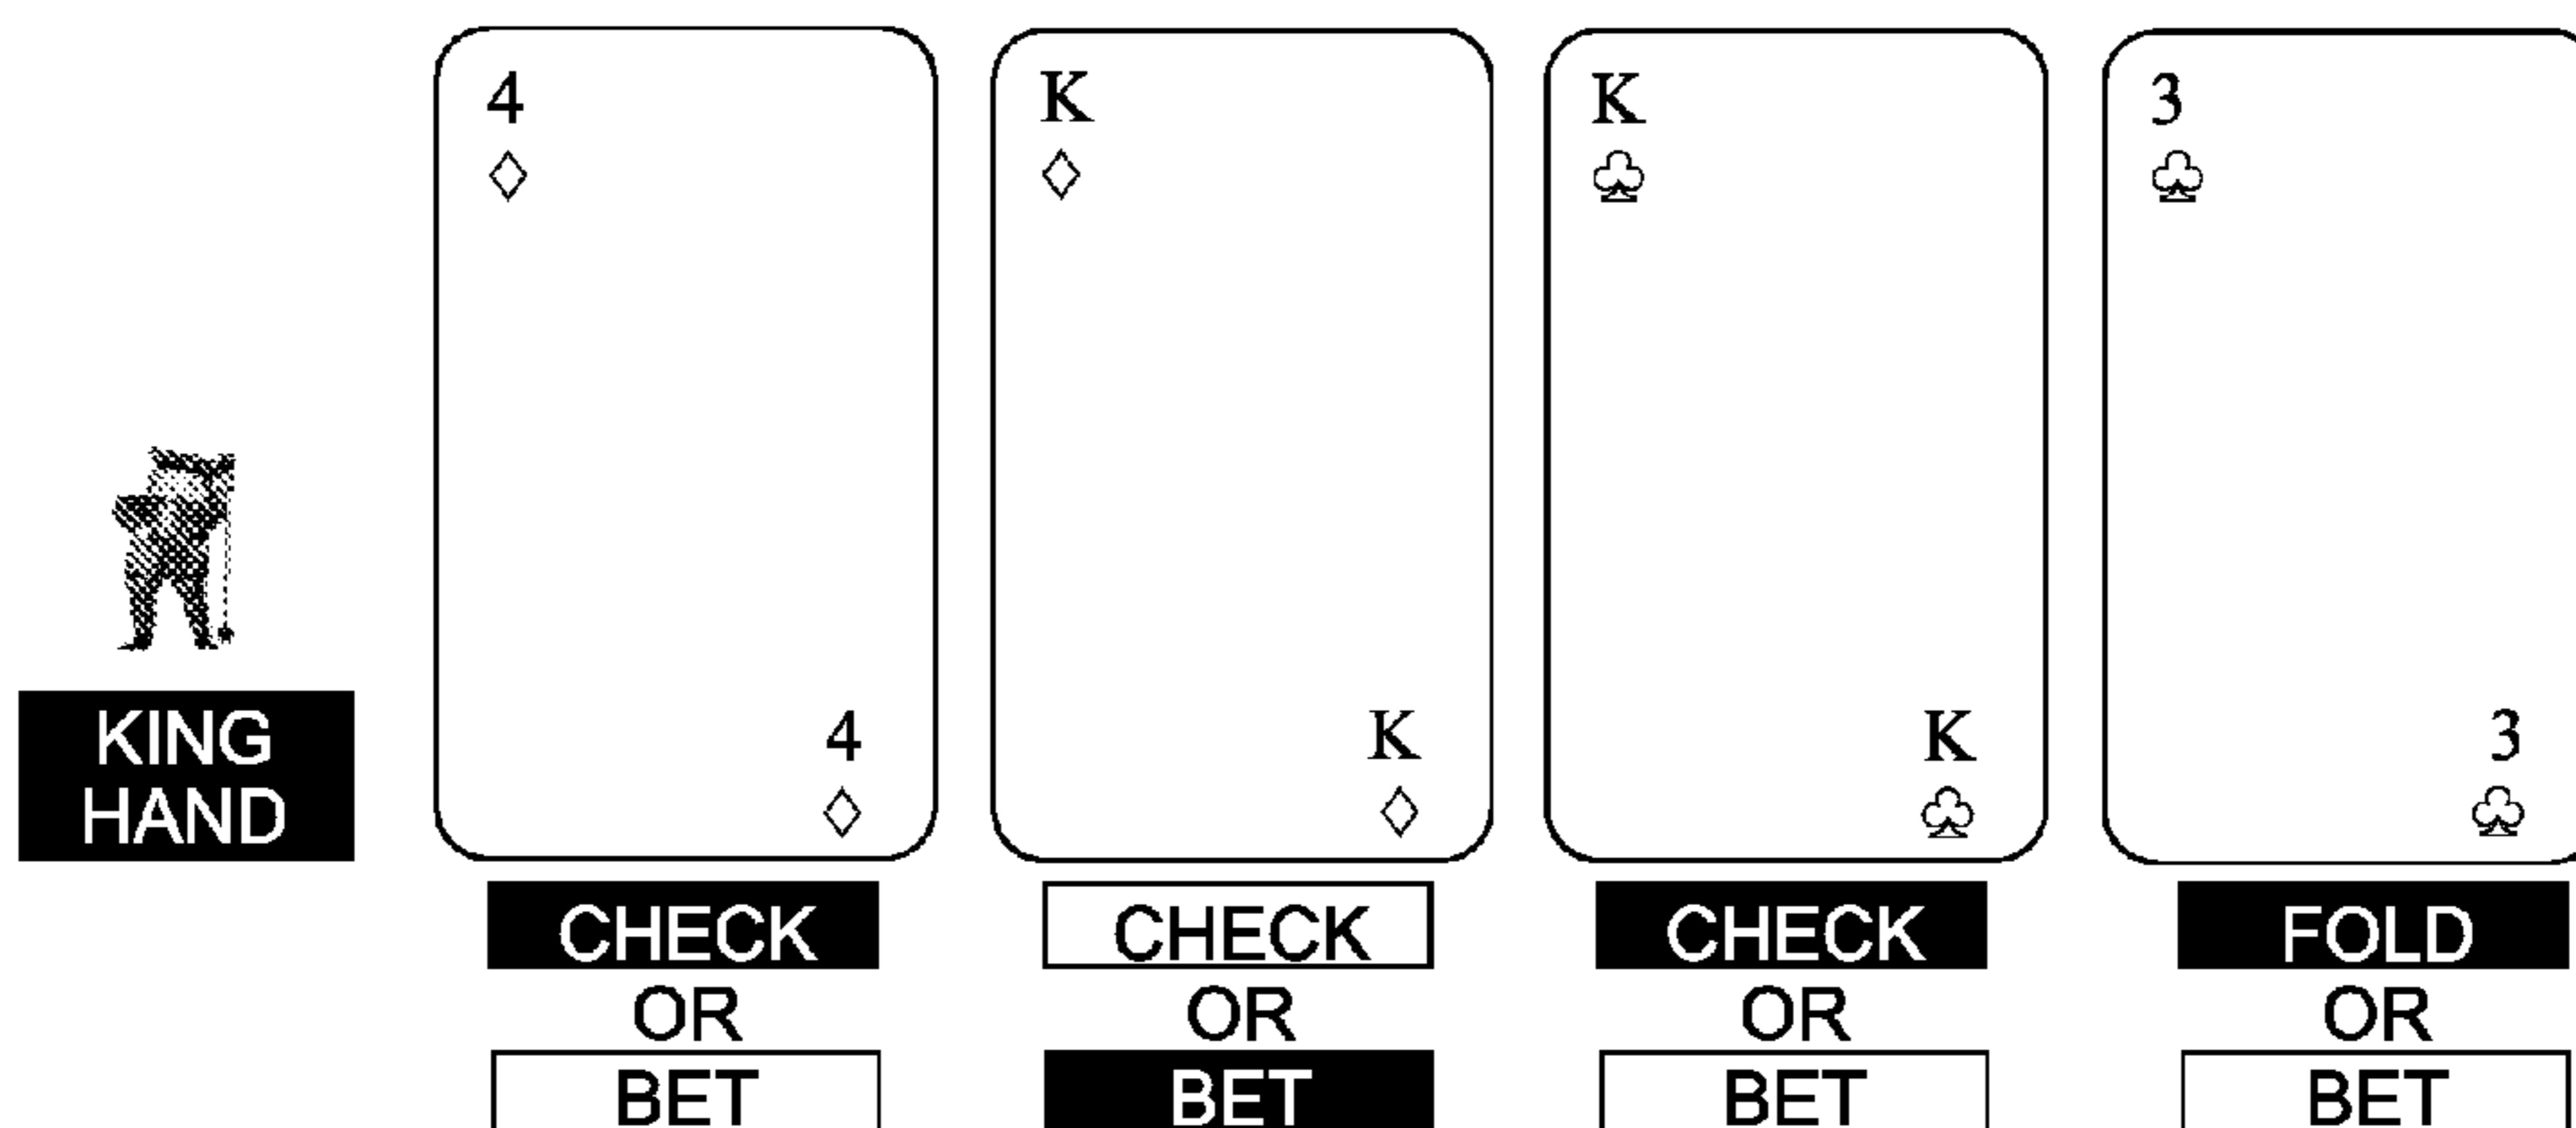 4 K K 3
♢ ♢ ♧ ♧
4 K K 3
♢ ♢ ♧ ♧
KING
HAND
CHECK CHECK CHECK FOLD
OR OR OR OR
BET BET BET BET